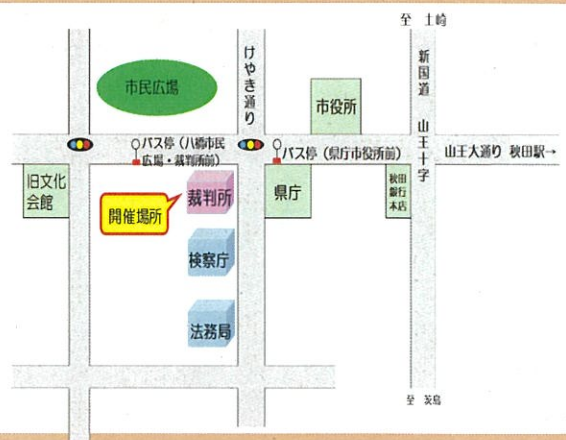 至 土崎
けやき通り
新国道 山王十字
市民広場
市役所
バス停（八橋市民
広場・裁判所前）
バス停（県庁市役所前）
山王大通り 秋田駅→
旧文化
会館
開催場所
裁判所
県庁
秋田
銀行
本店
検察庁
法務局
至 茨島